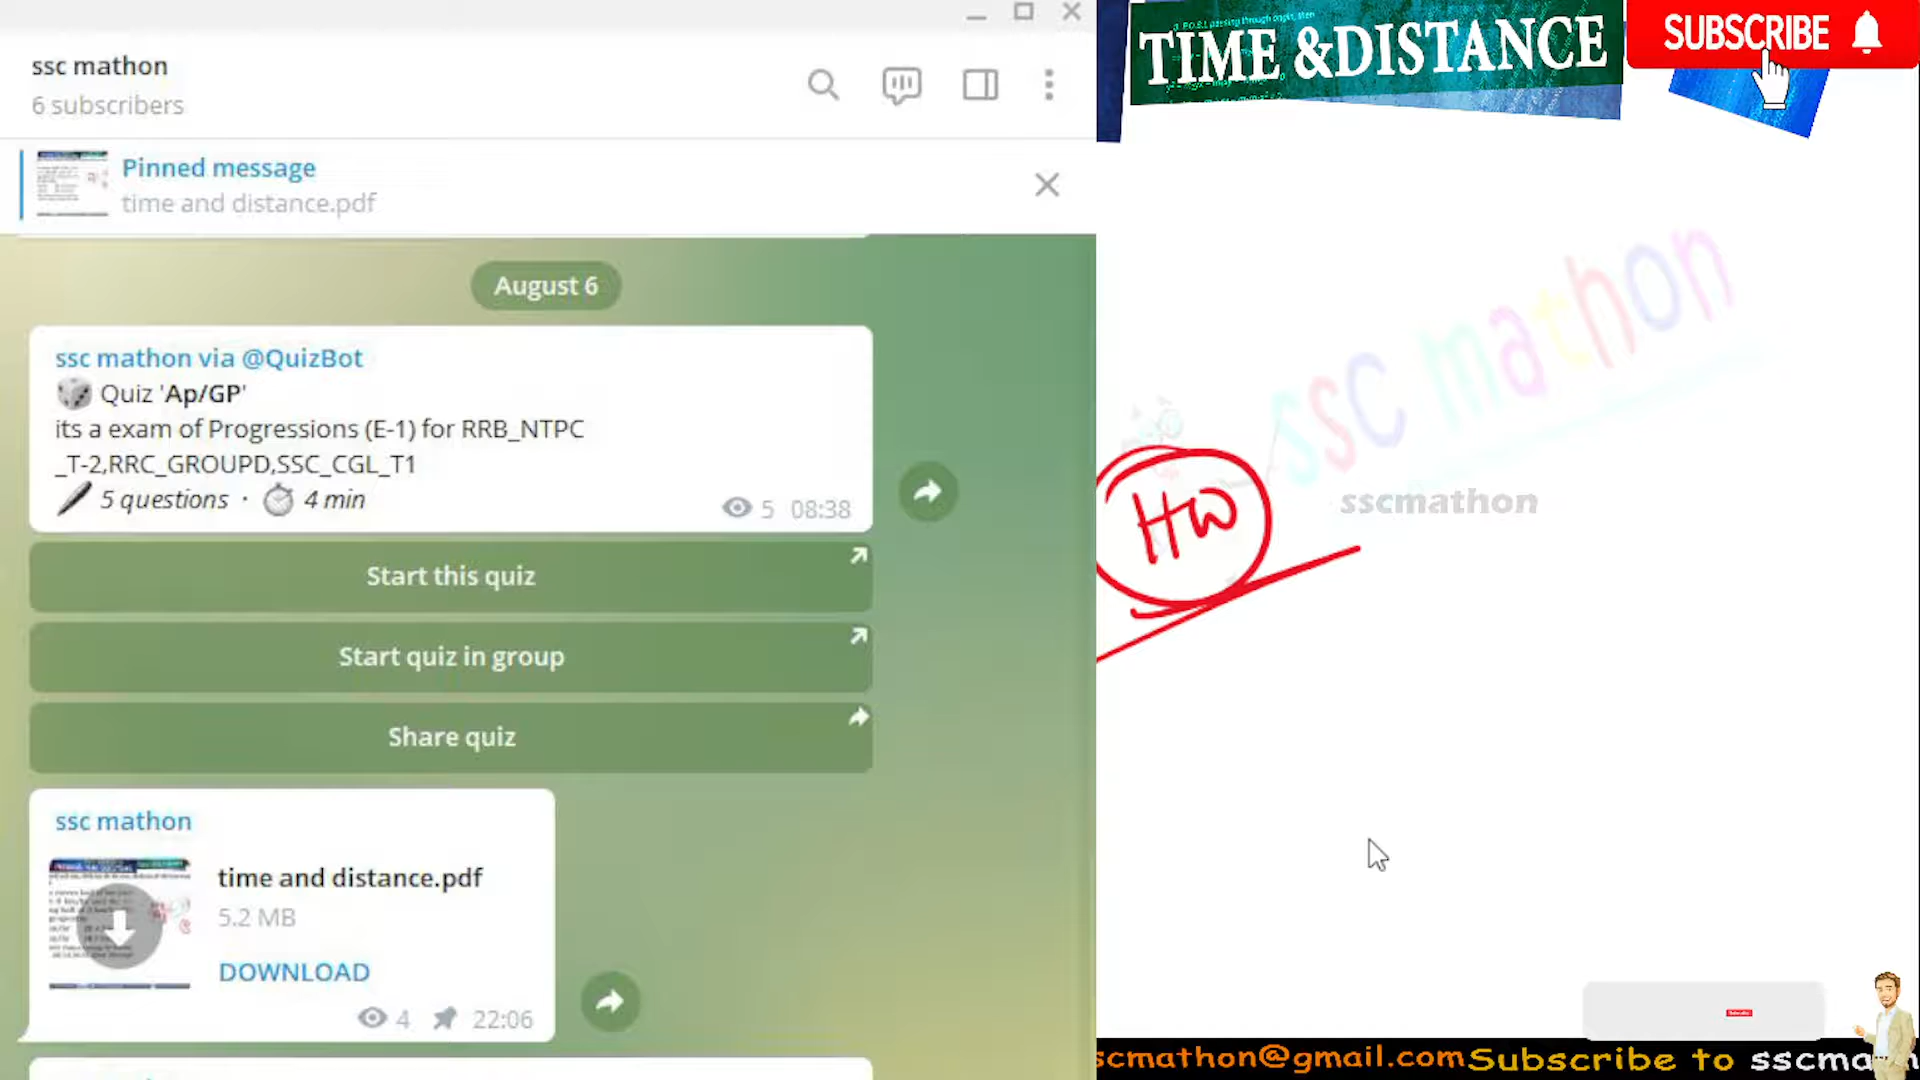 ssc mathon
6 subscribers
Pinned message
time and distance.pdf
August 6
ssc mathon via @QuizBot
Quiz 'Ap/GP'
its a exam of Progressions (E-1) for RRB_NTPC
_T-2,RRC_GROUPD,SSC_CGL_T1
5 questions · 4 min
5 08:38
Start this quiz
Start quiz in group
Share quiz
ssc mathon
time and distance.pdf
5.2 MB
DOWNLOAD
4 22:06
TIME &DISTANCE
SUBSCRIBE
ssc mathon
sscmathon
HW
scmathon@gmail.com Subscribe to sscma